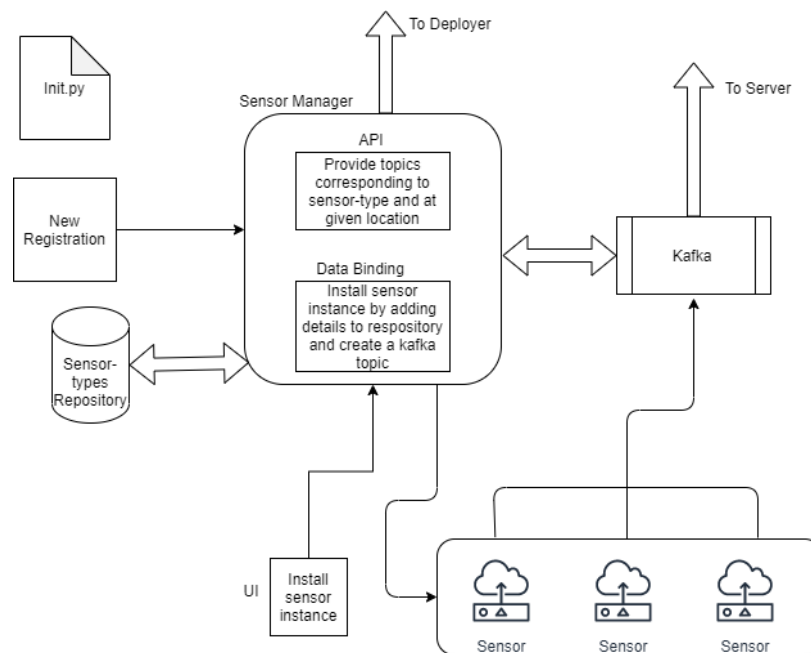 To Deployer
Init.py
Sensor Manager
To Server
API
Provide topics
corresponding to
sensor-type and at
given location
New
Registration
Kafka
Data Binding
Install sensor
instance by adding
details to respository
and create a kafka
topic
Sensor-
types
Repository
UI
Install
sensor
instance
Sensor
Sensor
Sensor